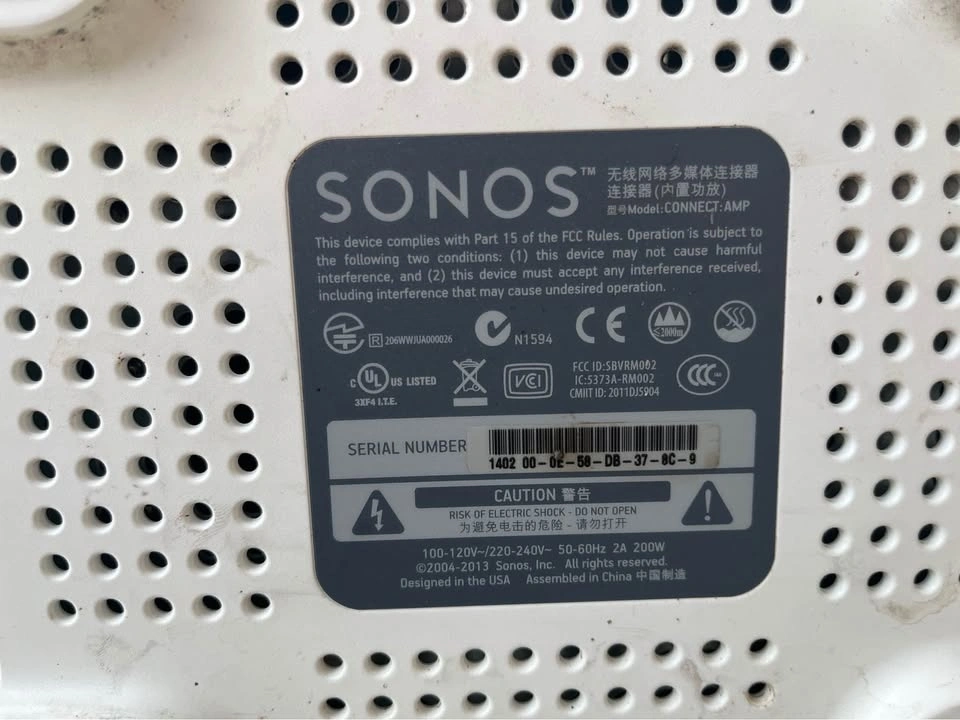 SONOS™
无线网络多媒体连接器
连接器(内置功放)
型号Model:CONNECT:AMP
This device complies with Part 15 of the FCC Rules. Operation is subject to
the following two conditions: (1) this device may not cause harmful
interference, and (2) this device must accept any interference received,
including interference that may cause undesired operation.
R 206WWJUA000026
N1594
CE
≤2000m
C UL US LISTED
3XF4 I.T.E.
VCI
FCC ID:SBVRM002
IC:5373A-RM002
CMIIT ID: 2011DJ5904
CCC
SERIAL NUMBER
1402 00-0E-58-DB-37-8C-9
CAUTION 警告
RISK OF ELECTRIC SHOCK - DO NOT OPEN
为避免电击的危险 - 请勿打开
100-120V~/220-240V~ 50-60Hz 2A 200W
©2004-2013 Sonos, Inc. All rights reserved.
Designed in the USA Assembled in China 中国制造